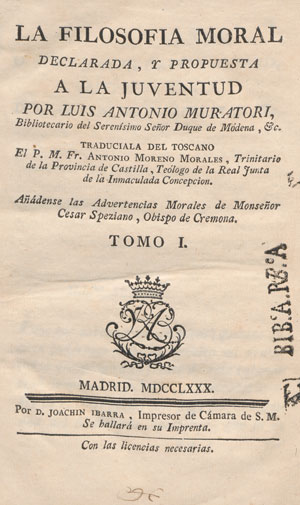 LA FILOSOFIA MORAL
DECLARADA, Y PROPUESTA
A LA JUVENTUD
POR LUIS ANTONIO MURATORI,
Bibliotecario del Serenísimo Señor Duque de Módena, &c.
TRADUCIALA DEL TOSCANO
El P. M. Fr. ANTONIO MORENO MORALES, Trinitario
de la Provincia de Castilla, Teólogo de la Real Junta
de la Inmaculada Concepcion.
Añádense las Advertencias Morales de Monseñor
Cesar Speziano, Obispo de Cremona.
TOMO I.
BIB.A.RE.A
MADRID. MDCCLXXX.
Por D. JOACHIN IBARRA, Impresor de Cámara de S. M.
Se hallará en su Imprenta.
Con las licencias necesarias.